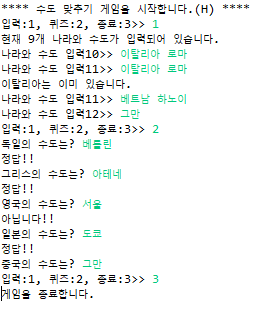 **** 수도 맞추기 게임을 시작합니다.(H) ****
입력:1, 퀴즈:2, 종료:3>> 1
현재 9개 나라와 수도가 입력되어 있습니다.
나라와 수도 입력10>> 이탈리아 로마
나라와 수도 입력11>> 이탈리아 로마
이탈리아는 이미 있습니다.
나라와 수도 입력11>> 베트남 하노이
나라와 수도 입력12>> 그만
입력:1, 퀴즈:2, 종료:3>> 2
독일의 수도는? 베를린
정답!!
그리스의 수도는? 아테네
정답!!
영국의 수도는? 서울
아닙니다!!
일본의 수도는? 도쿄
정답!!
중국의 수도는? 그만
입력:1, 퀴즈:2, 종료:3>> 3
게임을 종료합니다.